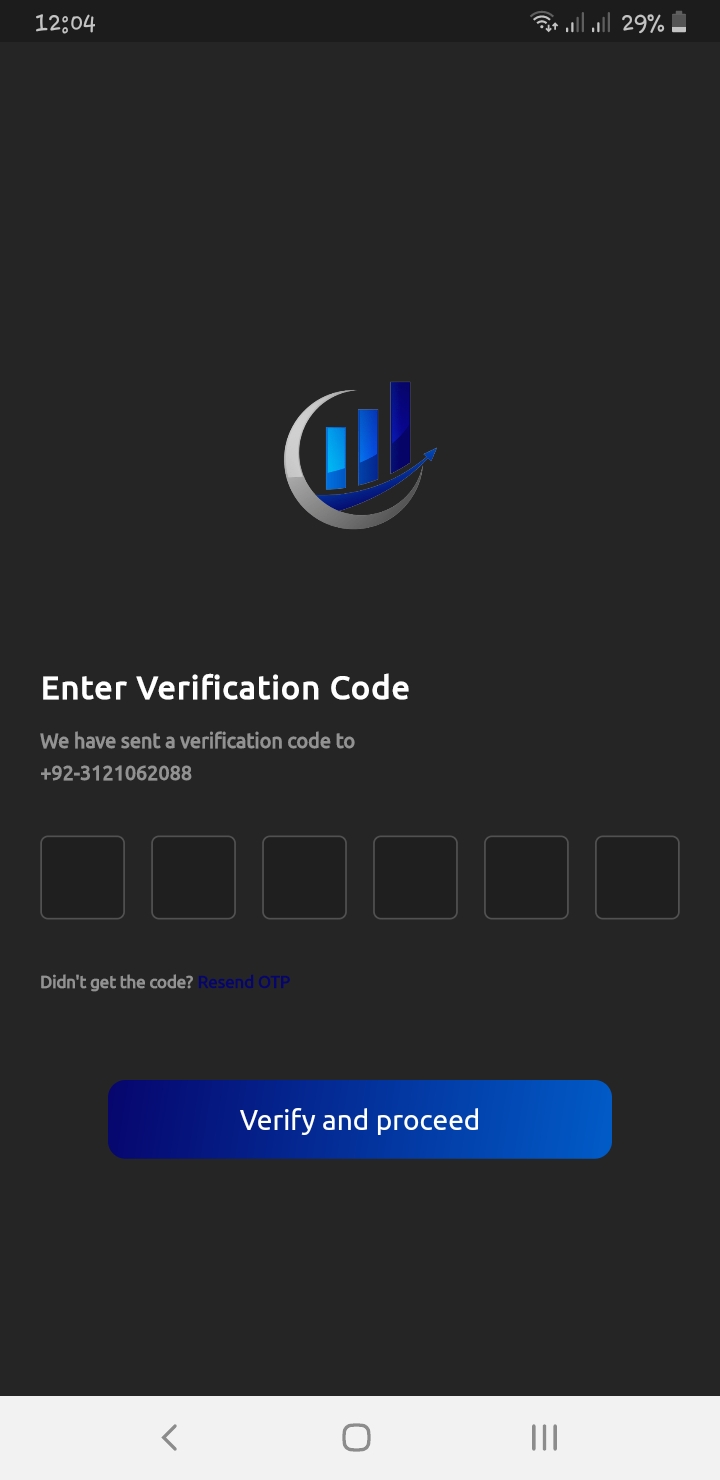 12:04
29%
Enter Verification Code
We have sent a verification code to
+92-3121062088
Didn't get the code? Resend OTP
Verify and proceed